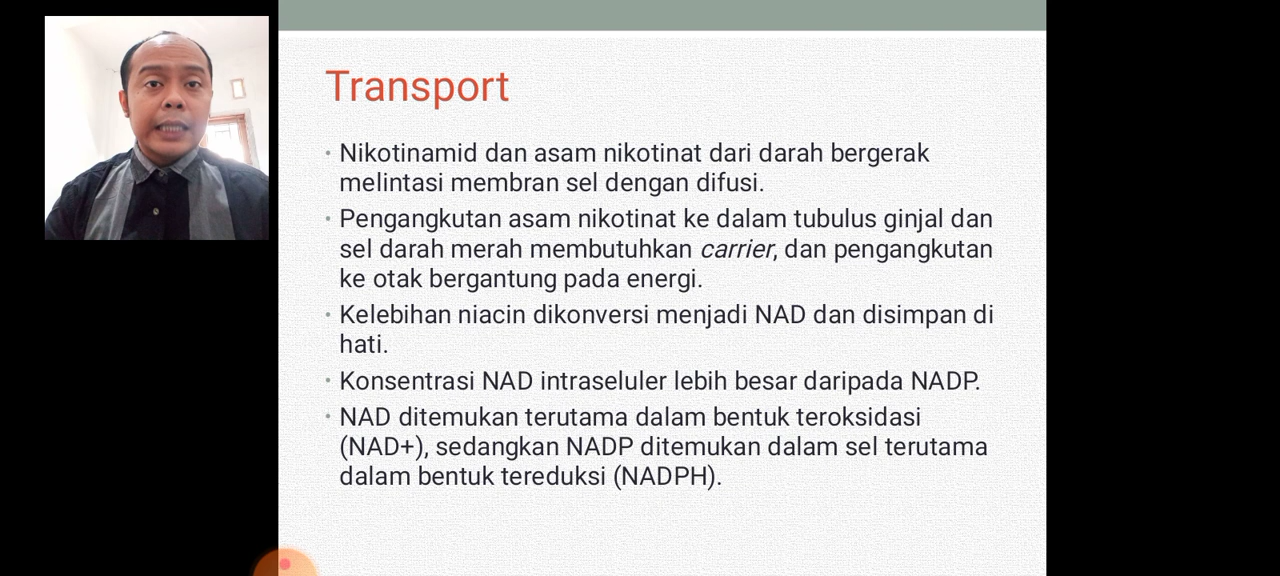 Transport
• Nikotinamid dan asam nikotinat dari darah bergerak
melintasi membran sel dengan difusi.
• Pengangkutan asam nikotinat ke dalam tubulus ginjal dan
sel darah merah membutuhkan carrier, dan pengangkutan
ke otak bergantung pada energi.
• Kelebihan niacin dikonversi menjadi NAD dan disimpan di
hati.
• Konsentrasi NAD intraseluler lebih besar daripada NADP.
• NAD ditemukan terutama dalam bentuk teroksidasi
(NAD+), sedangkan NADP ditemukan dalam sel terutama
dalam bentuk tereduksi (NADPH).